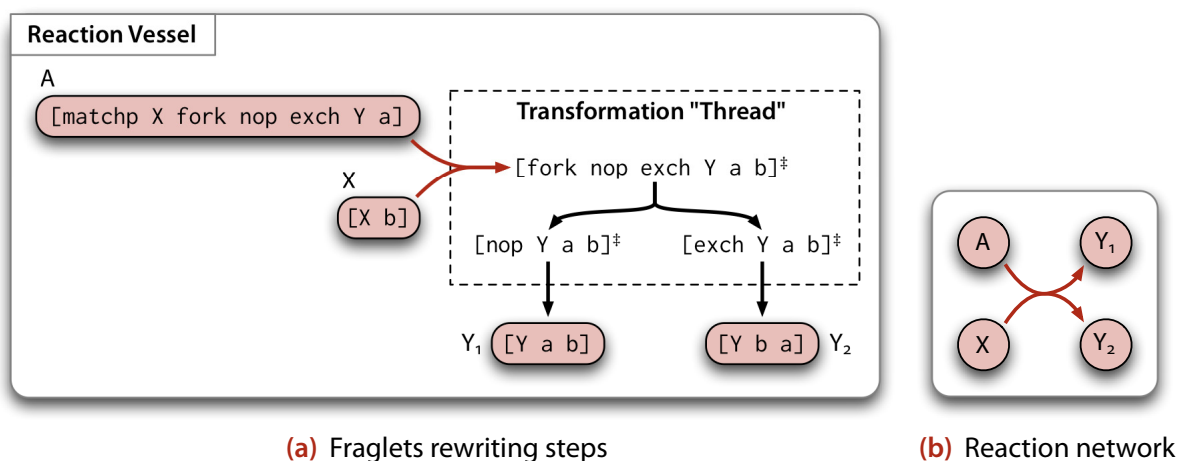 Reaction Vessel
A
[matchp X fork nop exch Y a]
Transformation "Thread"
[fork nop exch Y a b]‡
X
[X b]
[nop Y a b]‡ [exch Y a b]‡
Y₁ [Y a b] [Y b a] Y₂
A Y₁
X Y₂
(a) Fraglets rewriting steps
(b) Reaction network